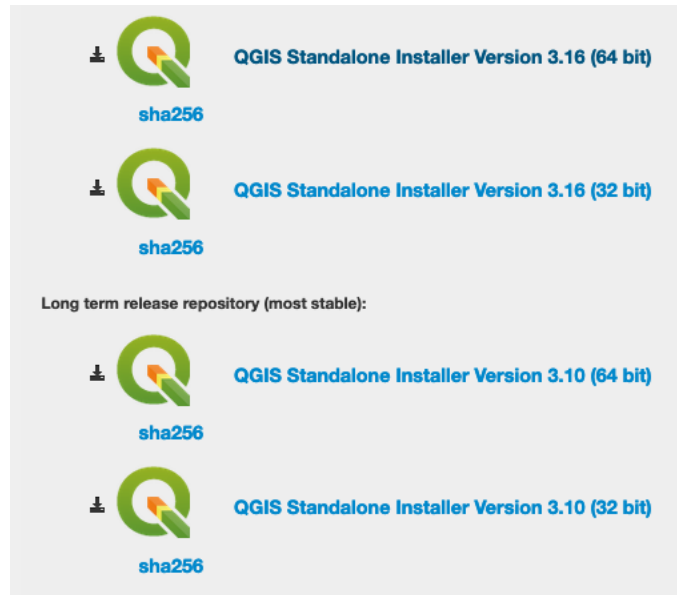 QGIS Standalone Installer Version 3.16 (64 bit)
sha256
QGIS Standalone Installer Version 3.16 (32 bit)
sha256
Long term release repository (most stable):
QGIS Standalone Installer Version 3.10 (64 bit)
sha256
QGIS Standalone Installer Version 3.10 (32 bit)
sha256